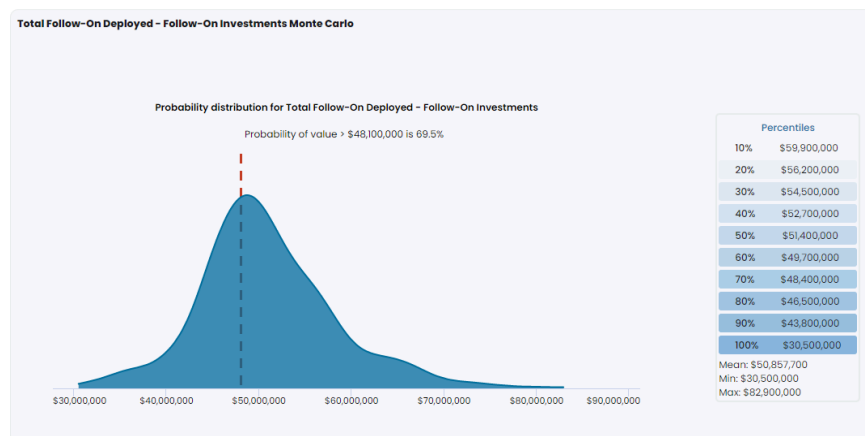 Total Follow-On Deployed - Follow-On Investments Monte Carlo
Probability distribution for Total Follow-On Deployed - Follow-On Investments
Probability of value > $48,100,000 is 69.5%
Percentiles
10% $59,900,000
20% $56,200,000
30% $54,500,000
40% $52,700,000
50% $51,400,000
60% $49,700,000
70% $48,400,000
80% $46,500,000
90% $43,800,000
100% $30,500,000
Mean: $50,857,700
Min: $30,500,000
Max: $82,900,000
$30,000,000 $40,000,000 $50,000,000 $60,000,000 $70,000,000 $80,000,000 $90,000,000